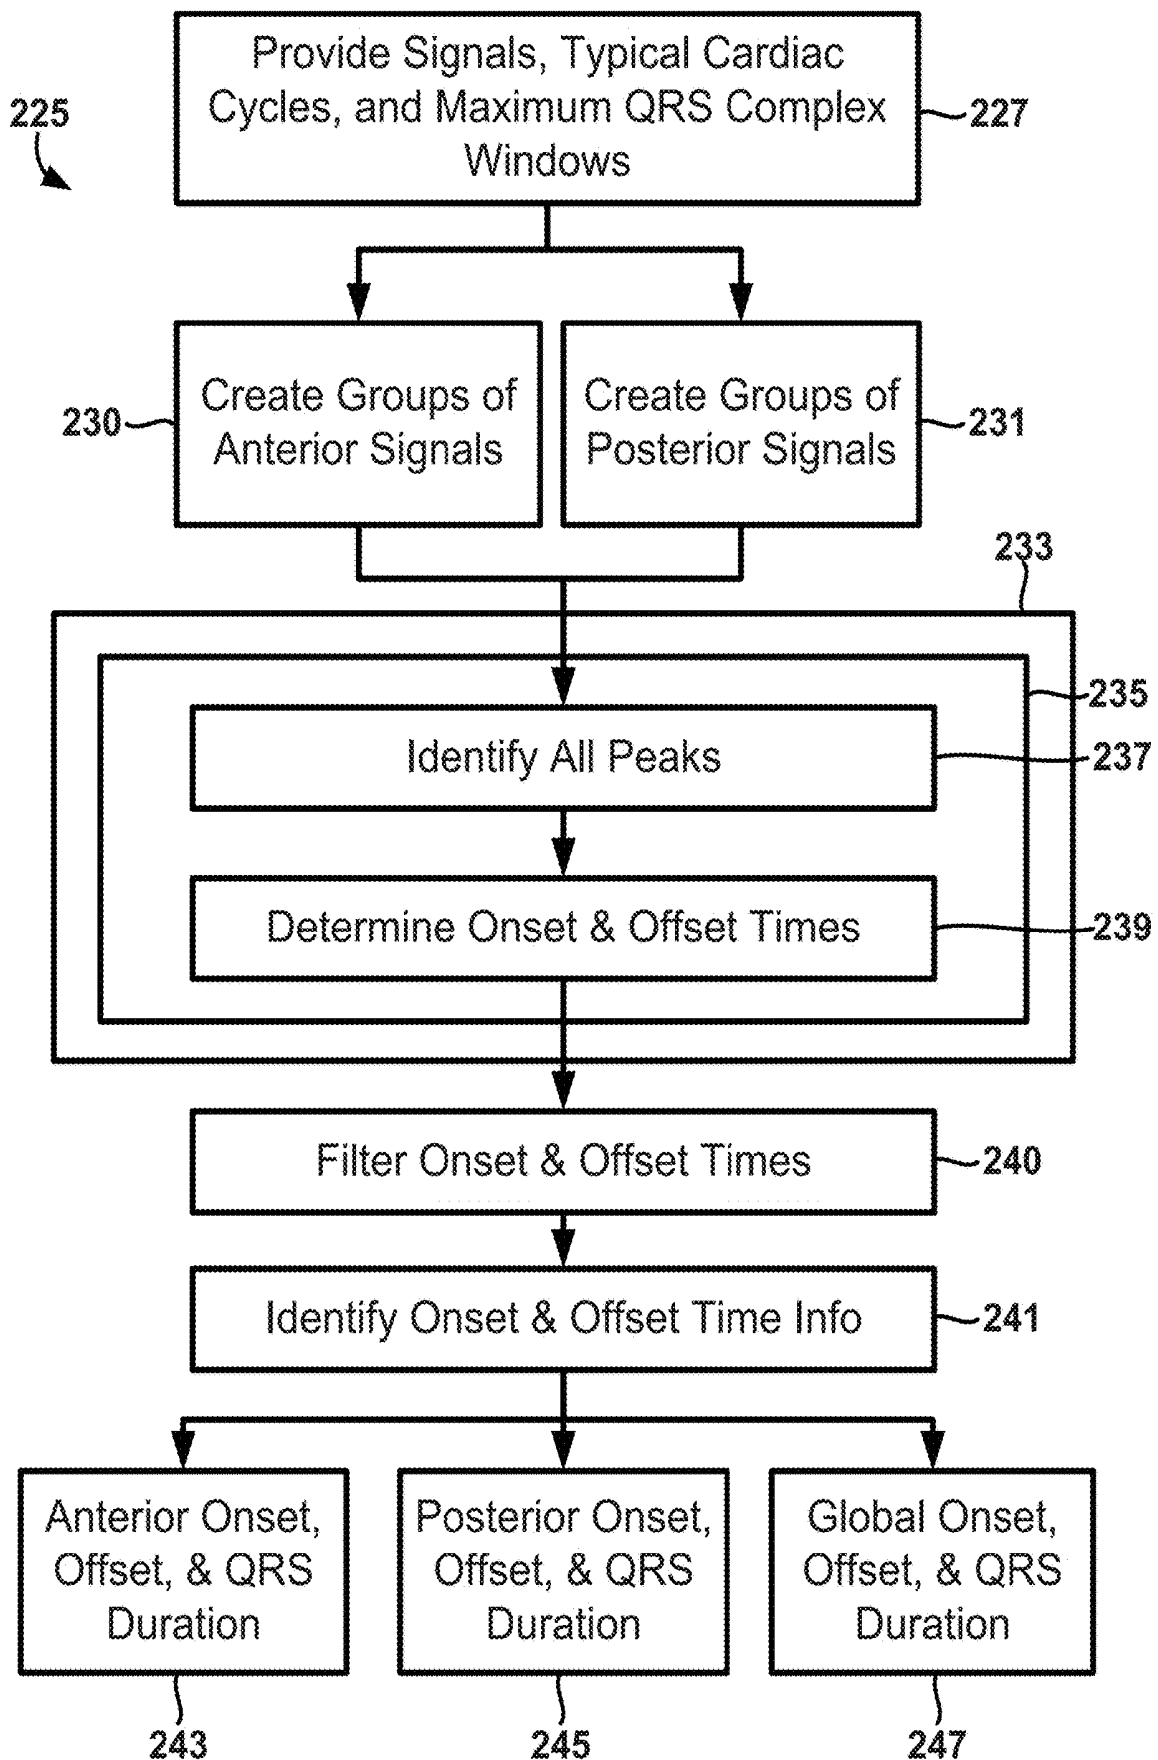 Provide Signals, Typical Cardiac
Cycles, and Maximum QRS Complex
Windows
225
227
Create Groups of
Anterior Signals
230
Create Groups of
Posterior Signals
231
233
235
Identify All Peaks
237
Determine Onset & Offset Times
239
Filter Onset & Offset Times
240
Identify Onset & Offset Time Info
241
Anterior Onset,
Offset, & QRS
Duration
Posterior Onset,
Offset, & QRS
Duration
Global Onset,
Offset, & QRS
Duration
243
245
247